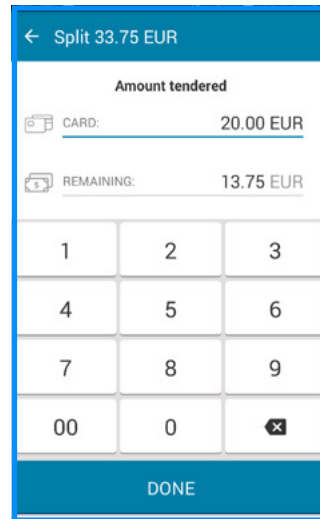 ← Split 33.75 EUR
Amount tendered
CARD: 20.00 EUR
$ REMAINING: 13.75 EUR
1 2 3
4 5 6
7 8 9
00 0
DONE